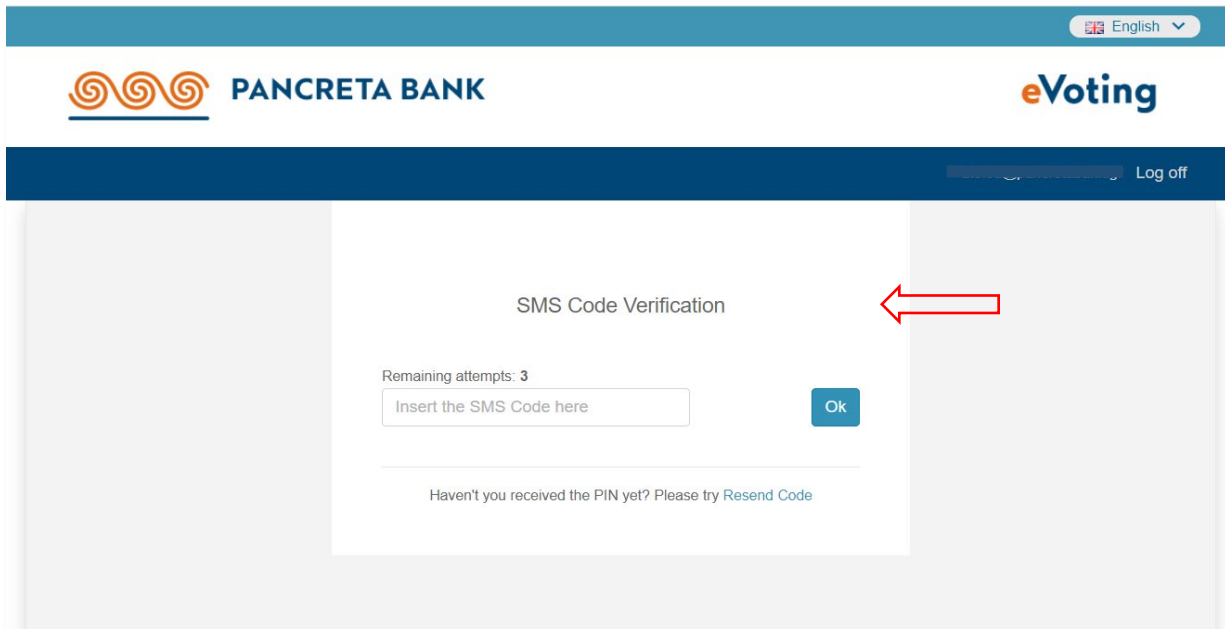 English
PANCRETA BANK
eVoting
Log off
SMS Code Verification
Remaining attempts: 3
Insert the SMS Code here
Ok
Haven't you received the PIN yet? Please try Resend Code